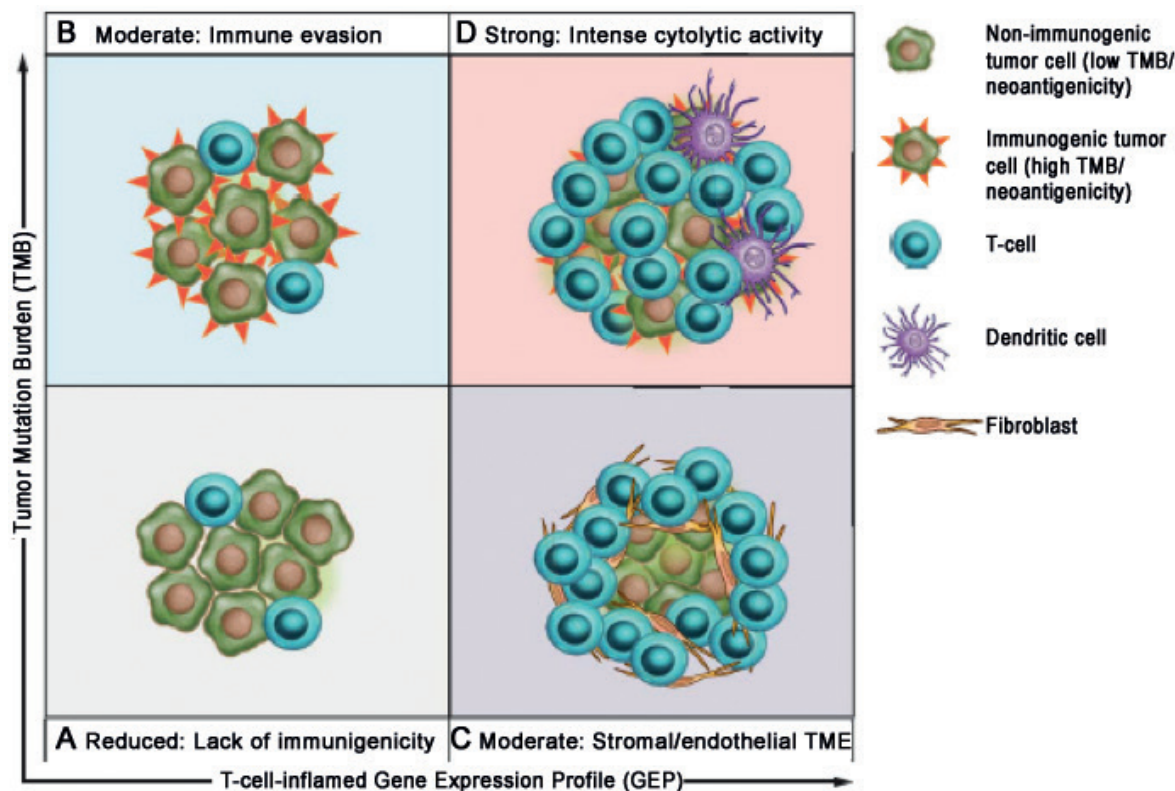 B Moderate: Immune evasion
D Strong: Intense cytolytic activity
Non-immunogenic
tumor cell (low TMB/
neoantigenicity)
Immunogenic tumor
cell (high TMB/
neoantigenicity)
T-cell
Dendritic cell
Fibroblast
Tumor Mutation Burden (TMB)
A Reduced: Lack of immunigenicity
C Moderate: Stromal/endothelial TME
T-cell-inflamed Gene Expression Profile (GEP)